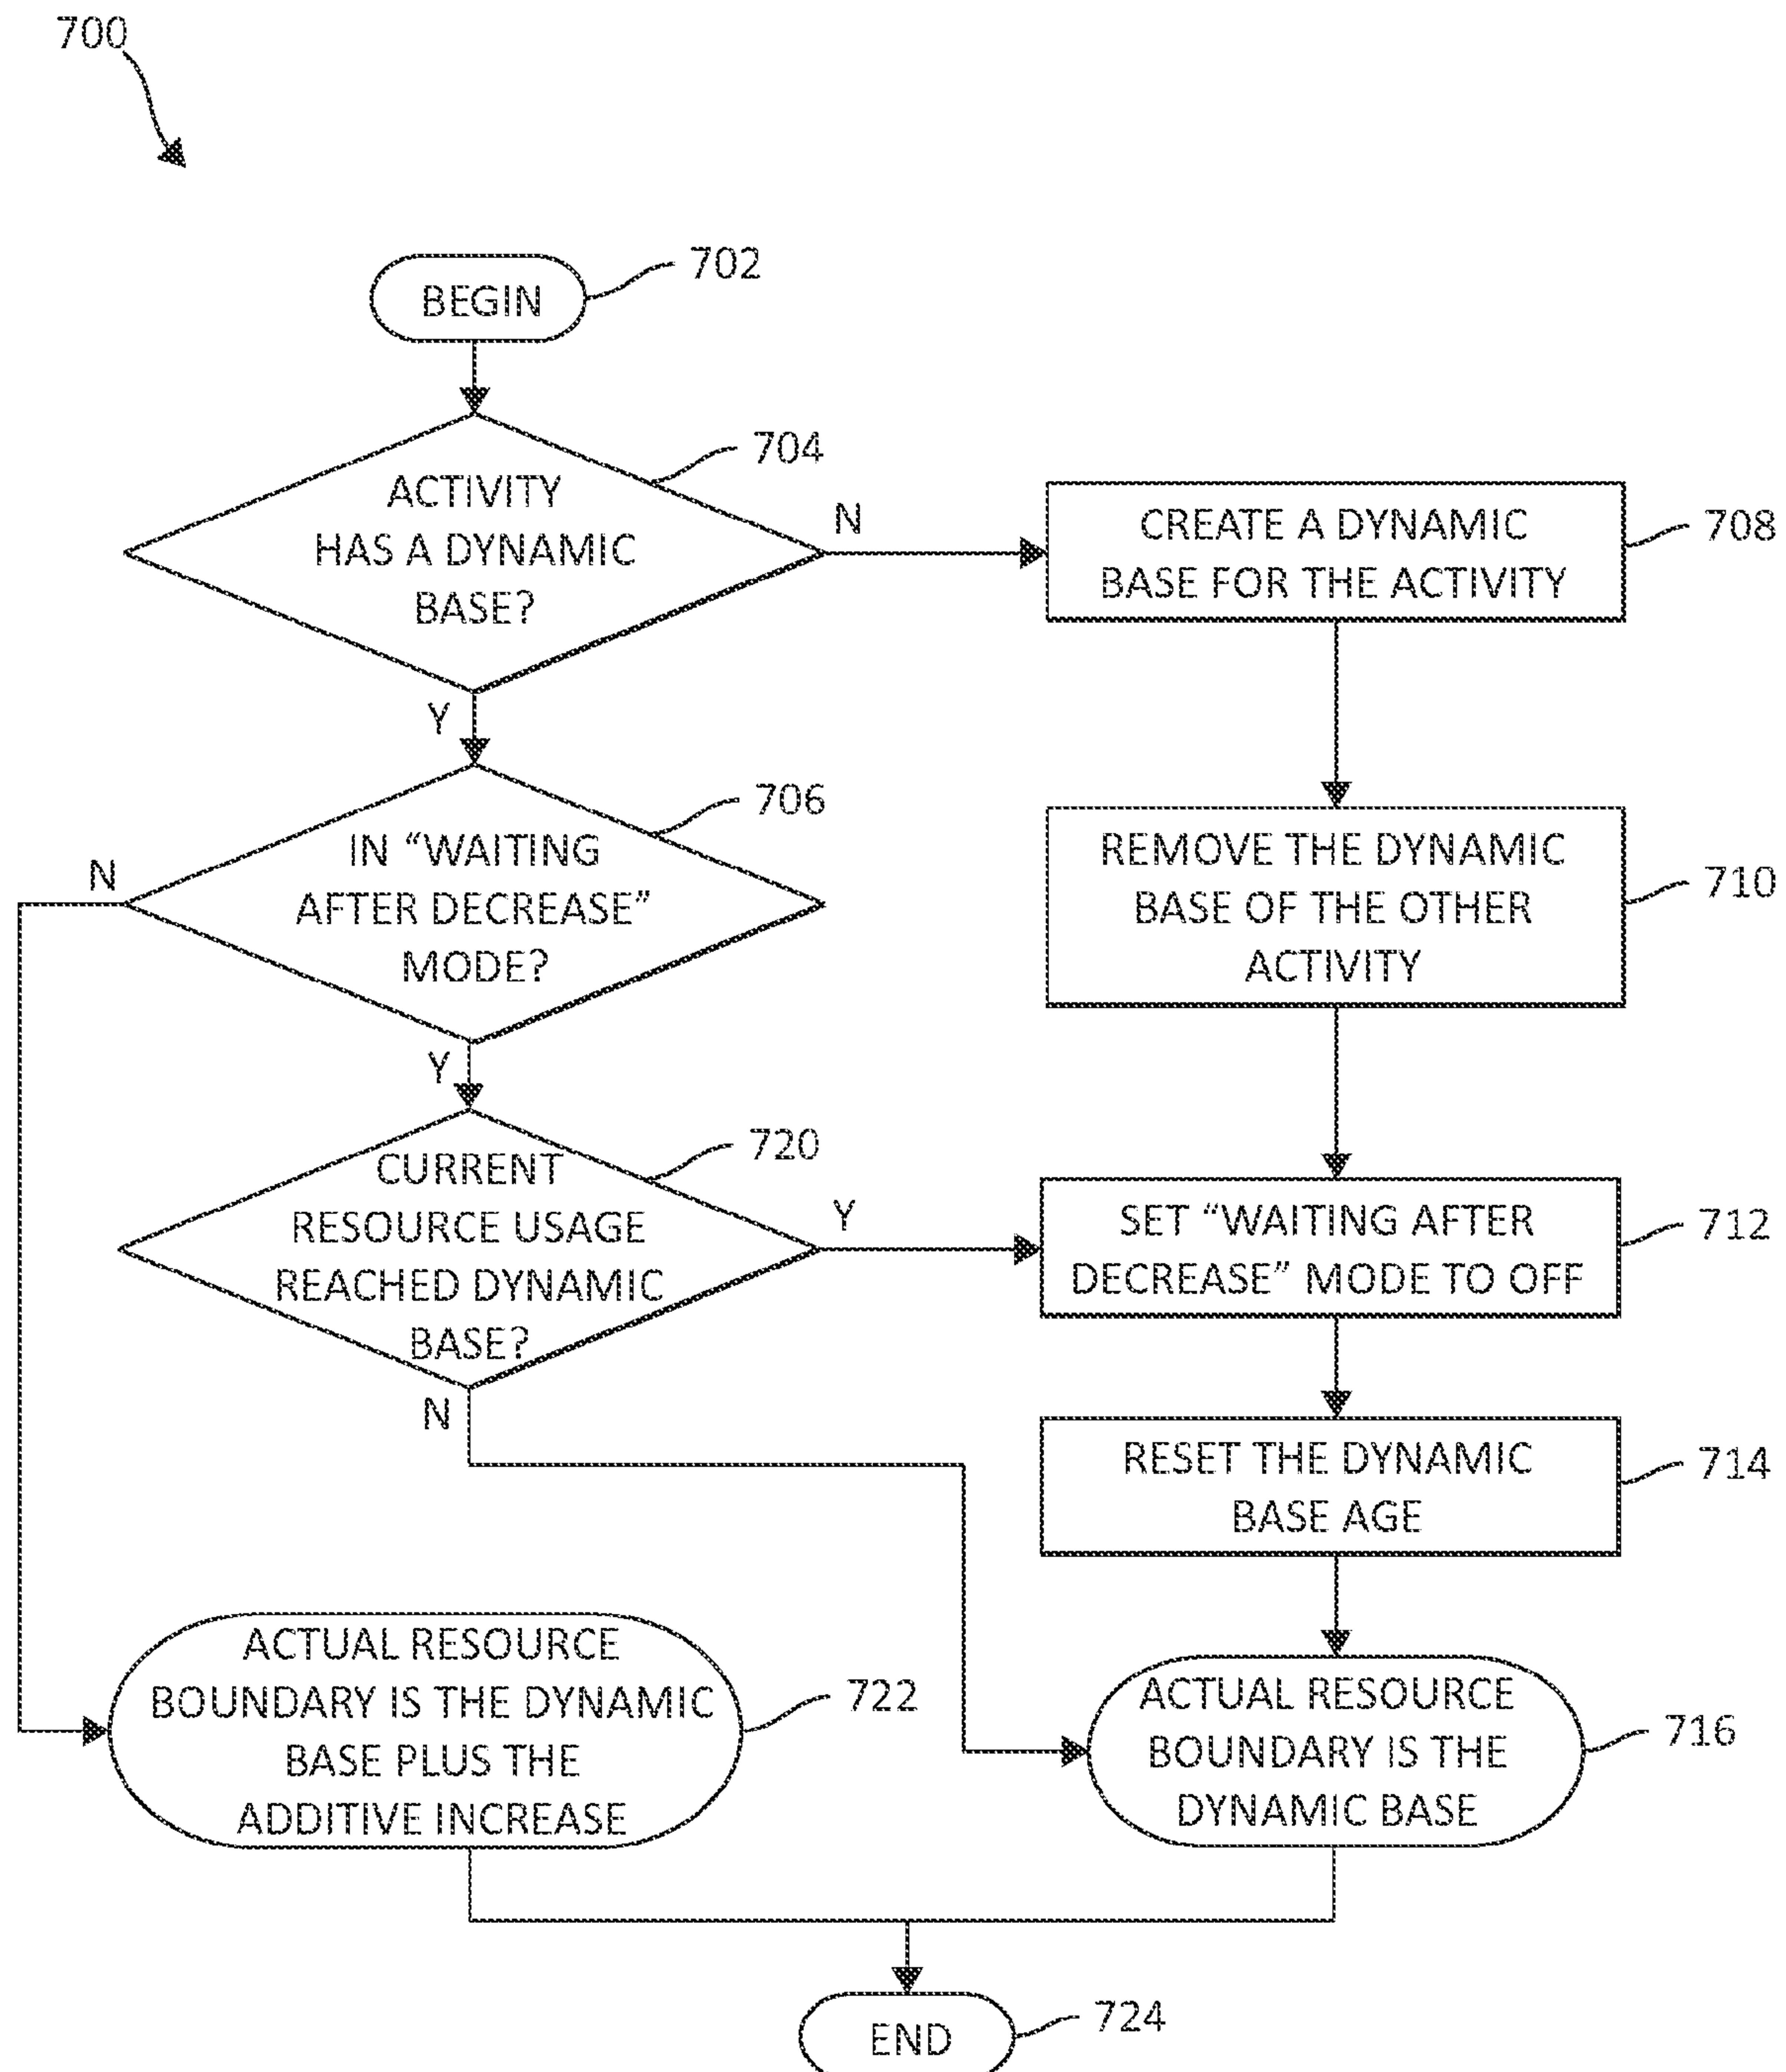 700
BEGIN
702
ACTIVITY
HAS A DYNAMIC
BASE?
704
N
CREATE A DYNAMIC
BASE FOR THE ACTIVITY
708
Y
IN “WAITING
AFTER DECREASE”
MODE?
706
N
REMOVE THE DYNAMIC
BASE OF THE OTHER
ACTIVITY
710
Y
CURRENT
RESOURCE USAGE
REACHED DYNAMIC
BASE?
720
Y
SET “WAITING AFTER
DECREASE” MODE TO OFF
712
N
RESET THE DYNAMIC
BASE AGE
714
ACTUAL RESOURCE
BOUNDARY IS THE DYNAMIC
BASE PLUS THE
ADDITIVE INCREASE
722
ACTUAL RESOURCE
BOUNDARY IS THE
DYNAMIC BASE
716
END
724